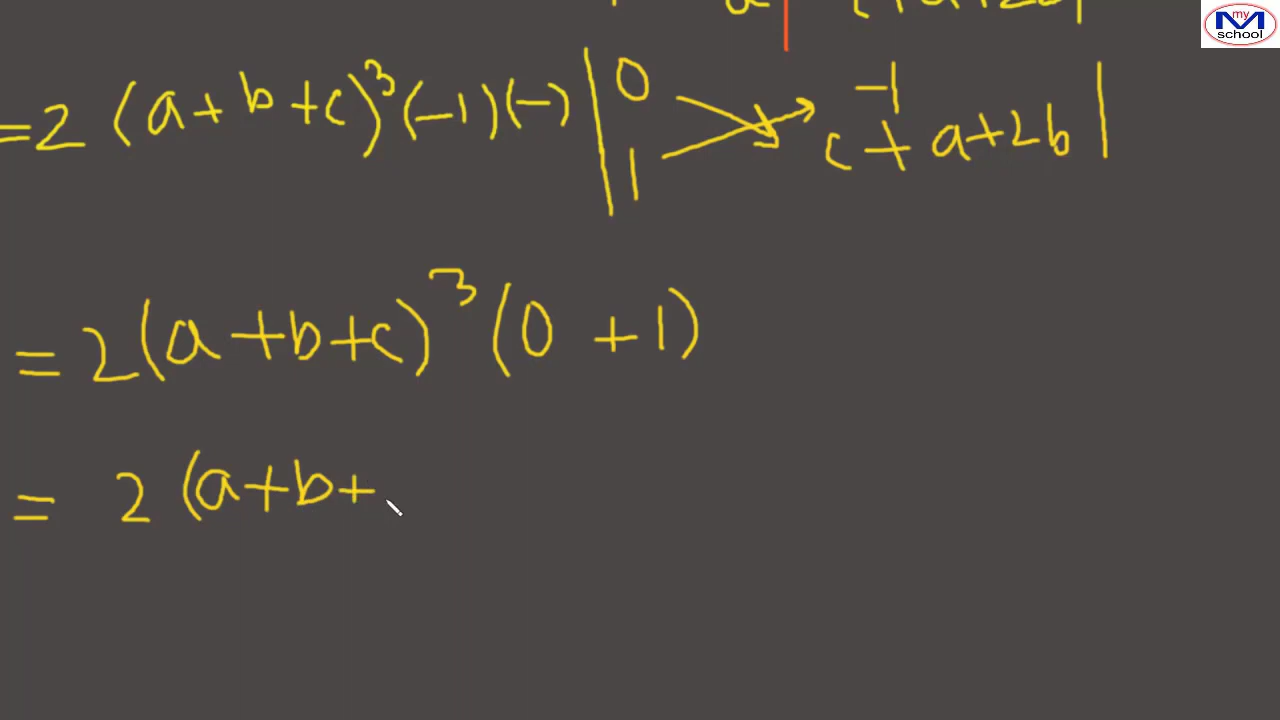 my
M
school
=2 (a+b+c)³(-1)(-) | 0 -1 |
1 c+a+2b
=2(a+b+c)³(0+1)
= 2 (a+b+